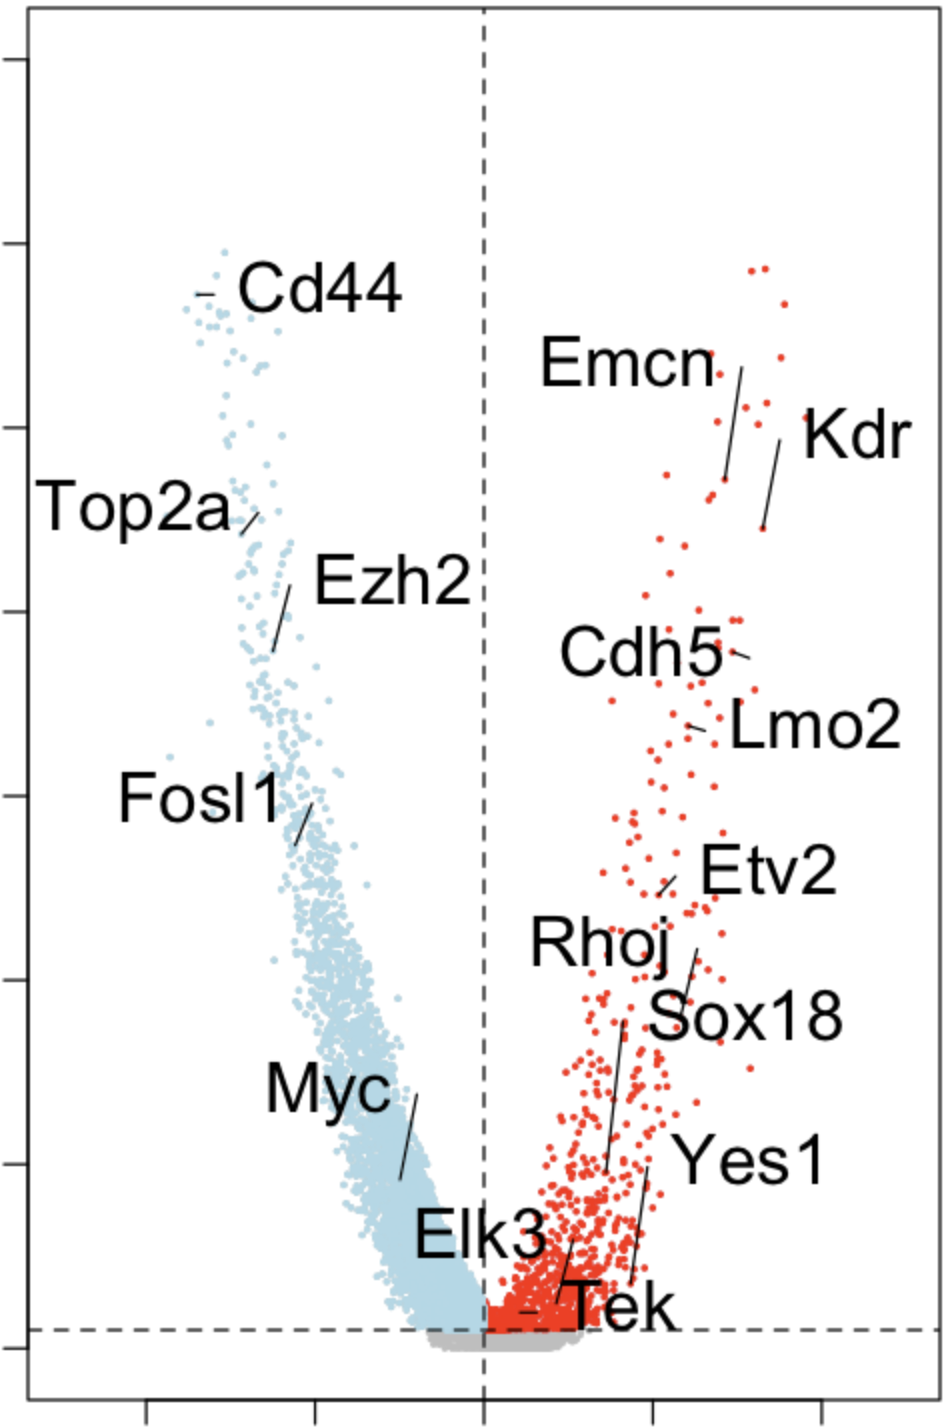 Cd44
Emcn
Kdr
Top2a
Ezh2
Cdh5
Lmo2
Fosl1
Etv2
Rhoj
Sox18
Myc
Yes1
Elk3
Tek